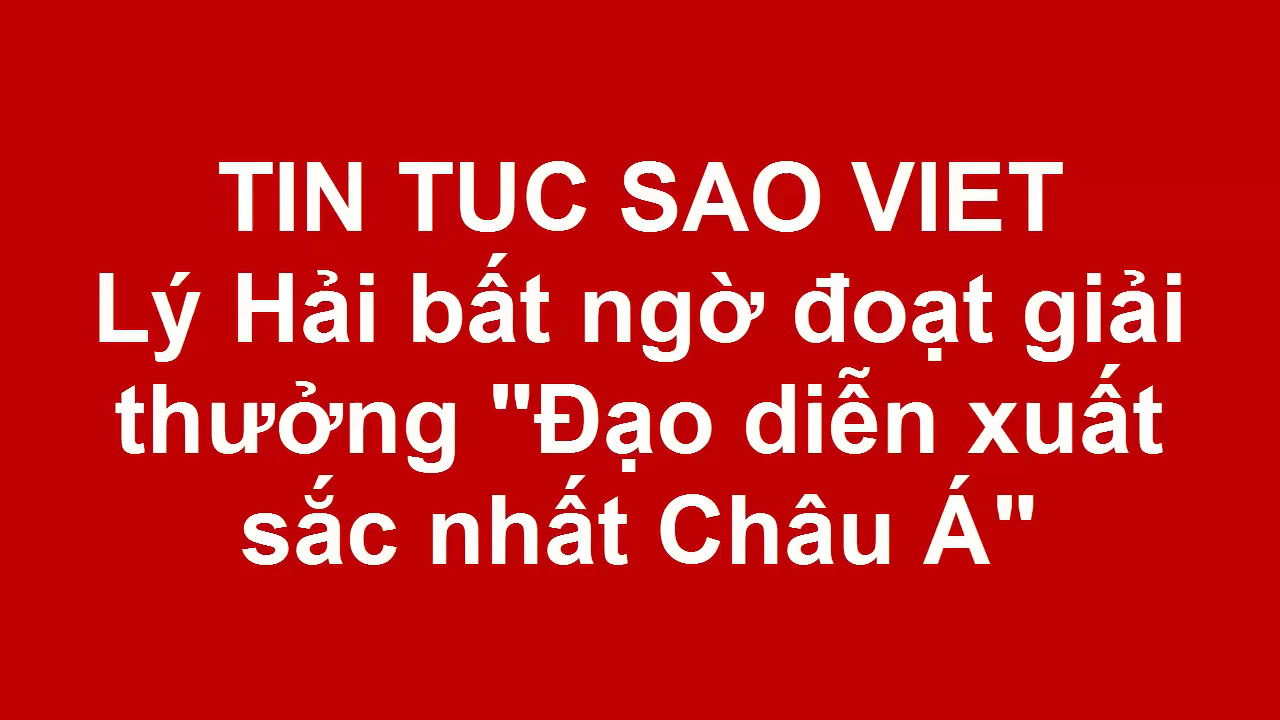 TIN TUC SAO VIET
Lý Hải bất ngờ đoạt giải
thưởng "Đạo diễn xuất
sắc nhất Châu Á"